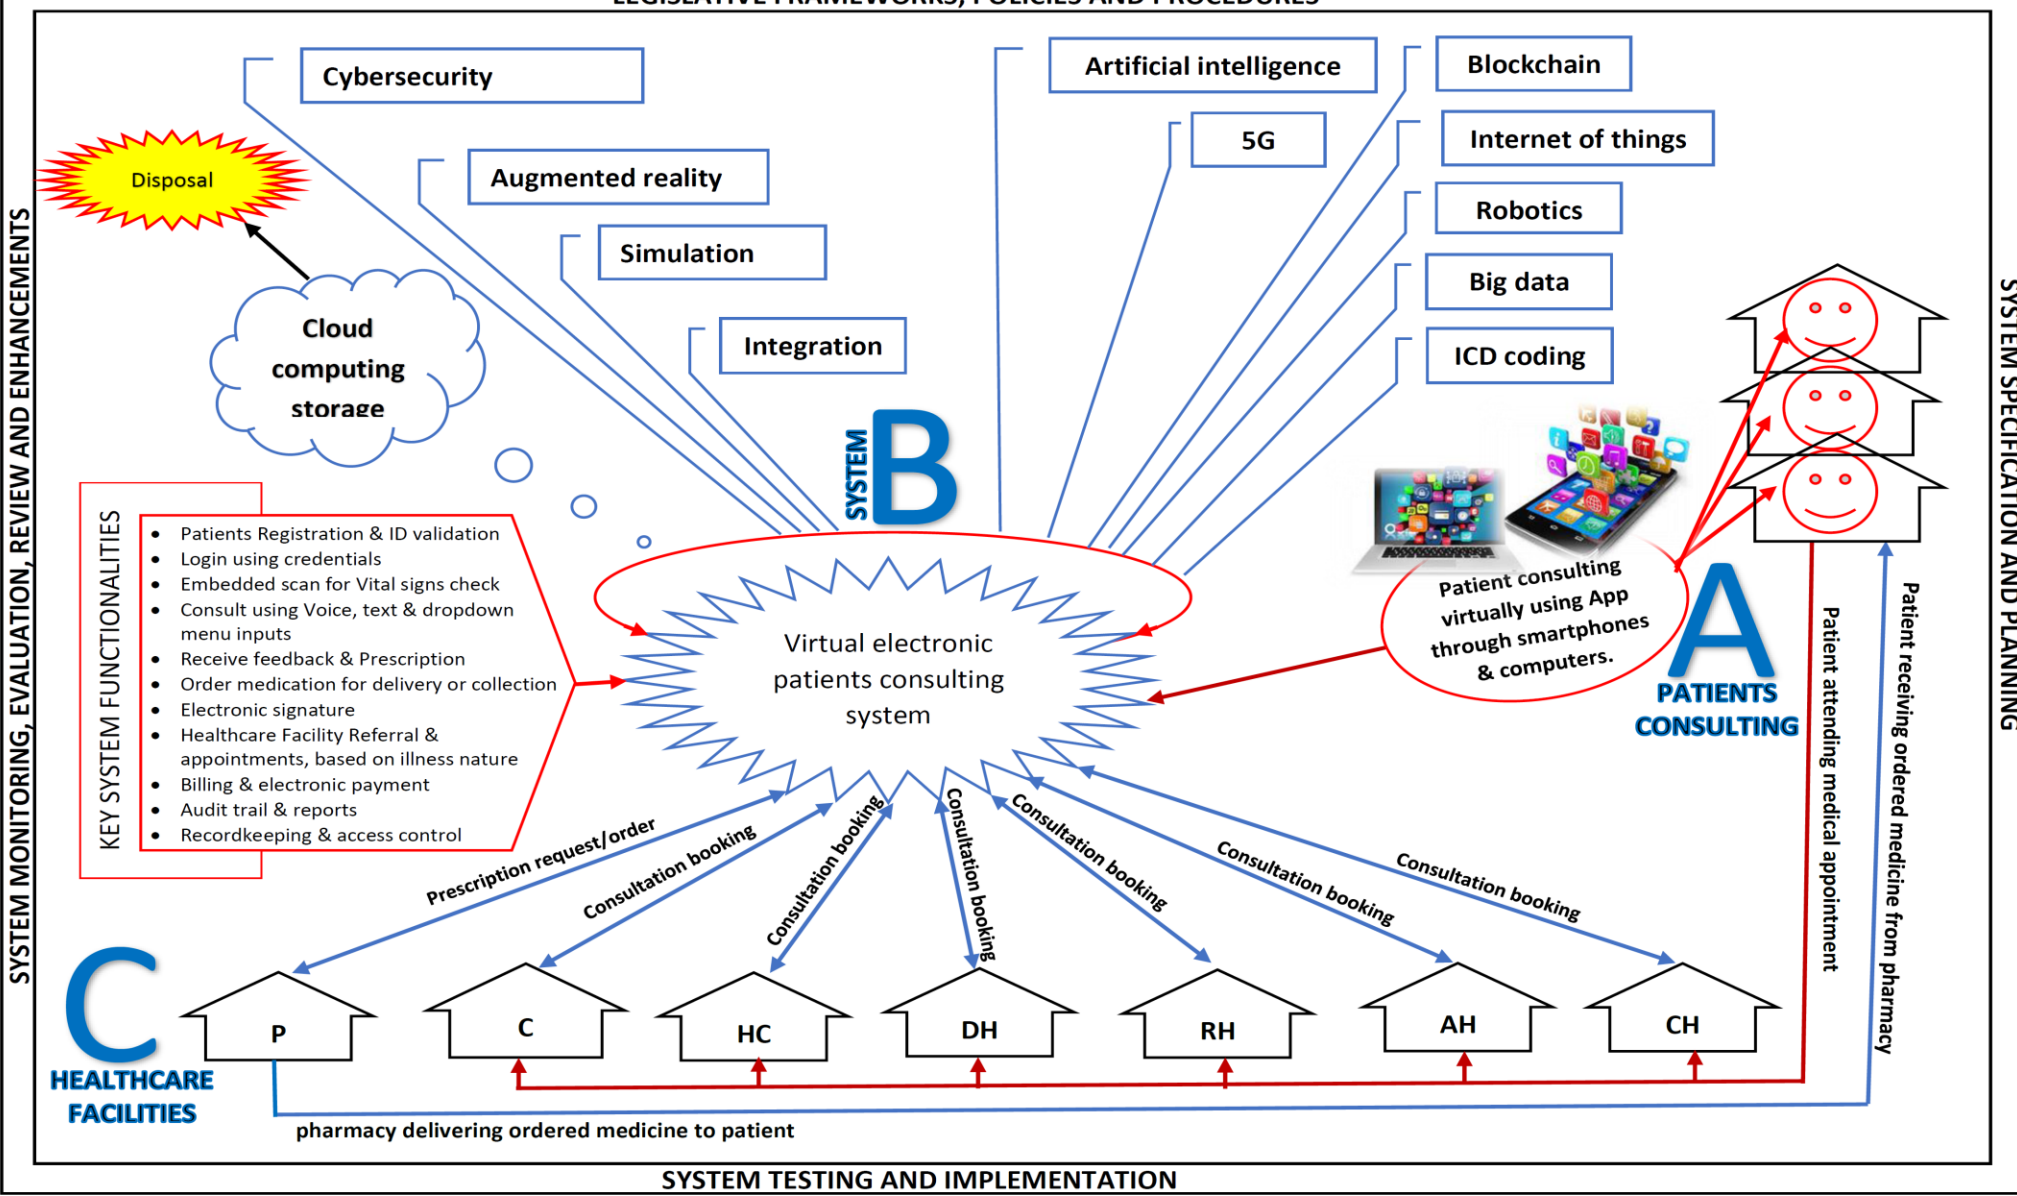 LEGISLATIVE FRAMEWORKS, POLICIES AND PROCEDURES
Cybersecurity
Artificial intelligence
Blockchain
5G
Internet of things
Disposal
Augmented reality
Robotics
Simulation
Big data
Integration
ICD coding
Cloud
computing
storage
SYSTEM
B
KEY SYSTEM FUNCTIONALITIES
• Patients Registration & ID validation
• Login using credentials
• Embedded scan for Vital signs check
• Consult using Voice, text & dropdown
menu inputs
• Receive feedback & Prescription
• Order medication for delivery or collection
• Electronic signature
• Healthcare Facility Referral &
appointments, based on illness nature
• Billing & electronic payment
• Audit trail & reports
• Recordkeeping & access control
Virtual electronic
patients consulting
system
Patient consulting
virtually using App
through smartphones
& computers.
A
PATIENTS
CONSULTING
Patient attending medical appointment
Patient receiving ordered medicine from pharmacy
Prescription request/order
Consultation booking
Consultation booking
Consultation booking
Consultation booking
Consultation booking
Consultation booking
C
HEALTHCARE
FACILITIES
P
C
HC
DH
RH
AH
CH
pharmacy delivering ordered medicine to patient
SYSTEM MONITORING, EVALUATION, REVIEW AND ENHANCEMENTS
SYSTEM SPECIFICATION AND PLANNING
SYSTEM TESTING AND IMPLEMENTATION